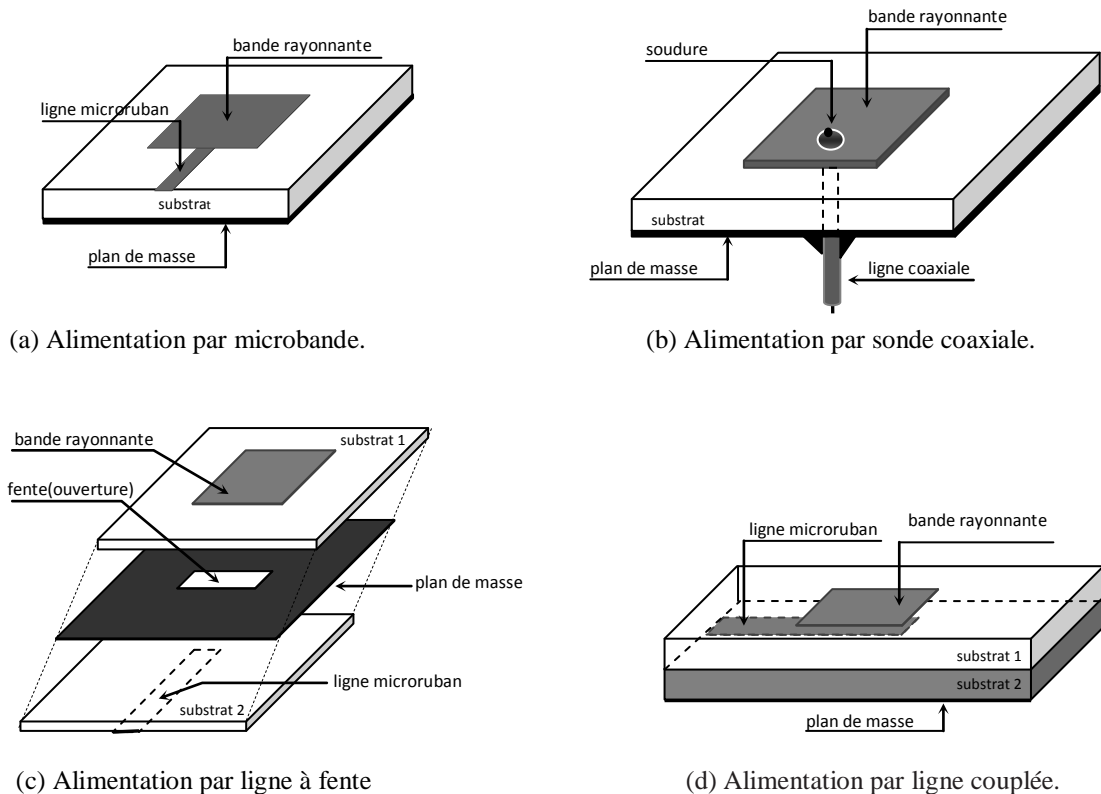 bande rayonnante
ligne microruban
substrat
plan de masse
(a) Alimentation par microbande.
bande rayonnante
soudure
substrat
plan de masse
ligne coaxiale
(b) Alimentation par sonde coaxiale.
bande rayonnante
substrat 1
fente(ouverture)
plan de masse
ligne microruban
substrat 2
(c) Alimentation par ligne à fente
bande rayonnante
ligne microruban
substrat 1
substrat 2
plan de masse
(d) Alimentation par ligne couplée.